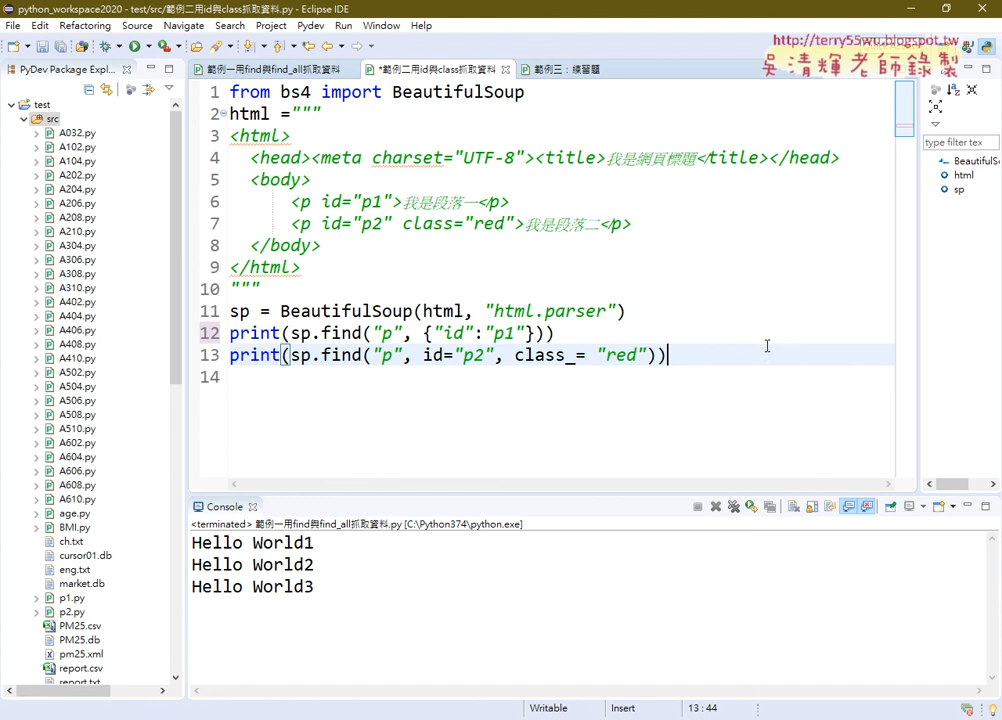 python_workspace2020 - test/src/範例二用id與class抓取資料.py - Eclipse IDE
File Edit Refactoring Source Navigate Search Project Pydev Run Window Help
http://terry55wu.blogspot.tw
吳清輝老師錄製
PyDev Package Expl...
範例一用find與find_all抓取資料
*範例二用id與class抓取資料
範例三：練習題
test
src
A032.py
A102.py
A104.py
A202.py
A204.py
A206.py
A208.py
A210.py
A304.py
A306.py
A308.py
A310.py
A402.py
A404.py
A406.py
A408.py
A410.py
A502.py
A504.py
A506.py
A508.py
A510.py
A602.py
A604.py
A606.py
A608.py
A610.py
age.py
BMI.py
ch.txt
cursor01.db
eng.txt
market.db
p1.py
p2.py
PM25.csv
PM25.db
pm25.xml
report.csv
report.txt
1 from bs4 import BeautifulSoup
2 html ="""
3 <html>
4 <head><meta charset="UTF-8"><title>我是網頁標題</title></head>
5 <body>
6 <p id="p1">我是段落一</p>
7 <p id="p2" class="red">我是段落二</p>
8 </body>
9 </html>
10 """
11 sp = BeautifulSoup(html, "html.parser")
12 print(sp.find("p", {"id":"p1"}))
13 print(sp.find("p", id="p2", class_= "red"))
14
type filter tex
BeautifulS
html
sp
Console
<terminated> 範例一用find與find_all抓取資料.py [C:\Python374\python.exe]
Hello World1
Hello World2
Hello World3
Writable Insert 13 : 44